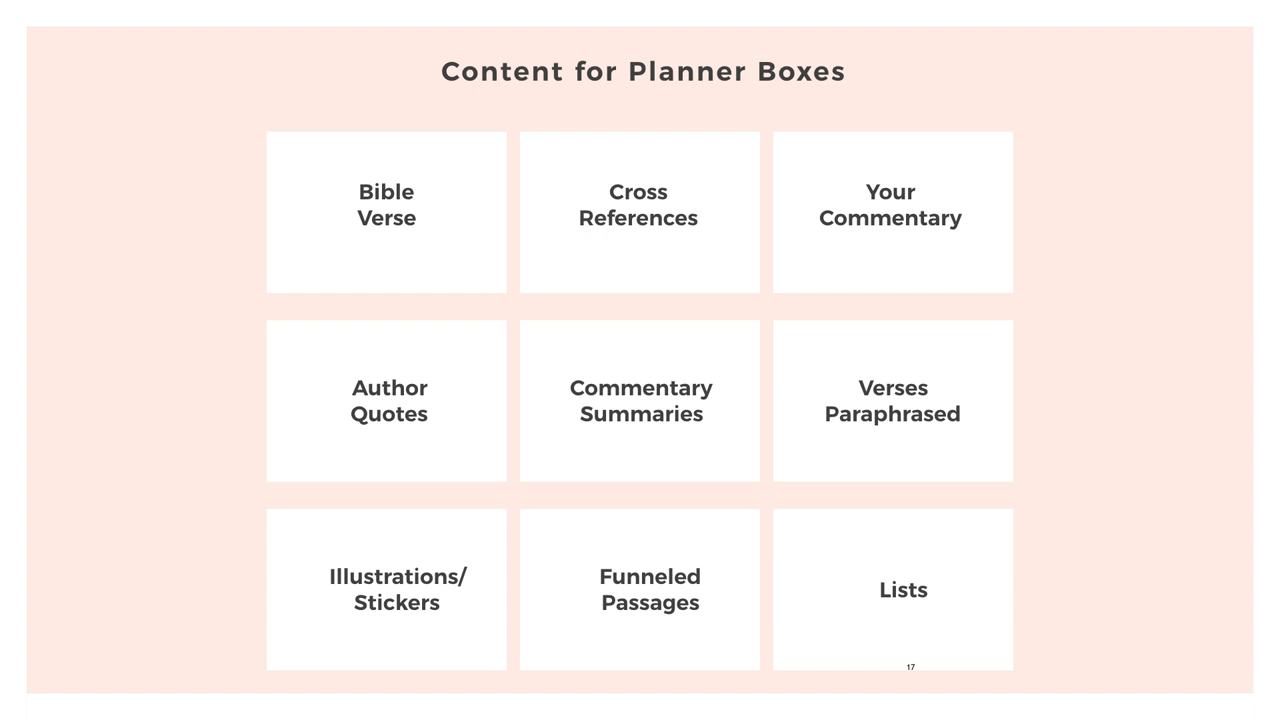 Content for Planner Boxes
Bible
Verse
Cross
References
Your
Commentary
Author
Quotes
Commentary
Summaries
Verses
Paraphrased
Illustrations/
Stickers
Funneled
Passages
Lists
17